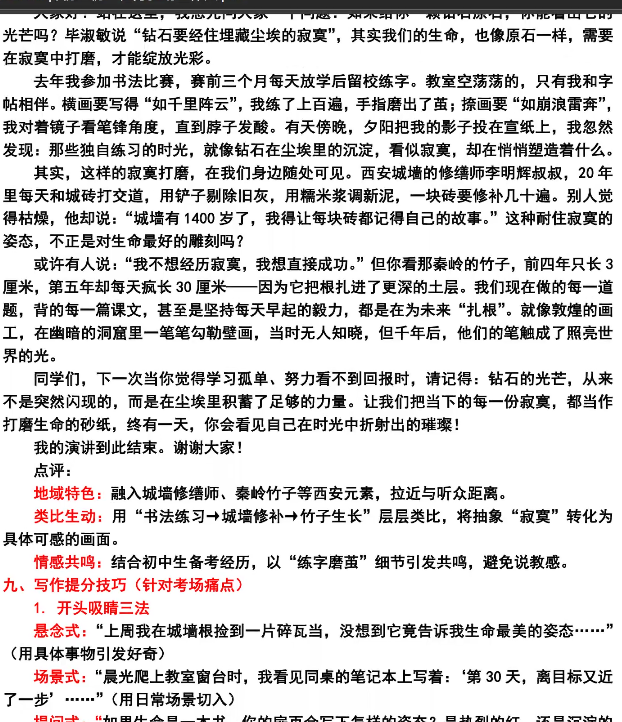 光芒吗？毕淑敏说“钻石要经住埋藏尘埃的寂寞”，其实我们的生命，也像原石一样，需要
在寂寞中打磨，才能绽放光彩。
去年我参加书法比赛，赛前三个月每天放学后留校练字。教室空荡荡的，只有我和字
帖相伴。横画要写得“如千里阵云”，我练了上百遍，手指磨出了茧；捺画要“如崩浪雷奔”，
我对着镜子看笔锋角度，直到脖子发酸。有天傍晚，夕阳把我的影子投在宣纸上，我忽然
发现：那些独自练习的时光，就像钻石在尘埃里的沉淀，看似寂寞，却在悄悄塑造着什么。
其实，这样的寂寞打磨，在我们身边随处可见。西安城墙的修缮师李明辉叔叔，20 年
里每天和城砖打交道，用铲子剔除旧灰，用糯米浆调新泥，一块砖要修补几十遍。别人觉
得枯燥，他却说：“城墙有 1400 岁了，我得让每块砖都记得自己的故事。”这种耐住寂寞的
姿态，不正是对生命最好的雕刻吗？
或许有人说：“我不想经历寂寞，我想直接成功。”但你看那秦岭的竹子，前四年只长 3
厘米，第五年却每天疯长 30 厘米——因为它把根扎进了更深的土层。我们现在做的每一道
题，背的每一篇课文，甚至是坚持每天早起的毅力，都是在为未来“扎根”。就像敦煌的画
工，在幽暗的洞窟里一笔笔勾勒壁画，当时无人知晓，但千年后，他们的笔触成了照亮世
界的光。
同学们，下一次当你觉得学习孤单、努力看不到回报时，请记得：钻石的光芒，从来
不是突然闪现的，而是在尘埃里积蓄了足够的力量。让我们把当下的每一份寂寞，都当作
打磨生命的砂纸，终有一天，你会看见自己在时光中折射出的璀璨！
我的演讲到此结束。谢谢大家！
点评：
地域特色：融入城墙修缮师、秦岭竹子等西安元素，拉近与听众距离。
类比生动：用“书法练习→城墙修补→竹子生长”层层类比，将抽象“寂寞”转化为
具体可感的画面。
情感共鸣：结合初中生备考经历，以“练字磨茧”细节引发共鸣，避免说教感。
九、写作提分技巧（针对考场痛点）
1. 开头吸睛三法
悬念式：“上周我在城墙根捡到一片碎瓦当，没想到它竟告诉我生命最美的姿态……”
（用具体事物引发好奇）
场景式：“晨光爬上教室窗台时，我看见同桌的笔记本上写着：‘第 30 天，离目标又近
了一步’……”（用日常场景切入）